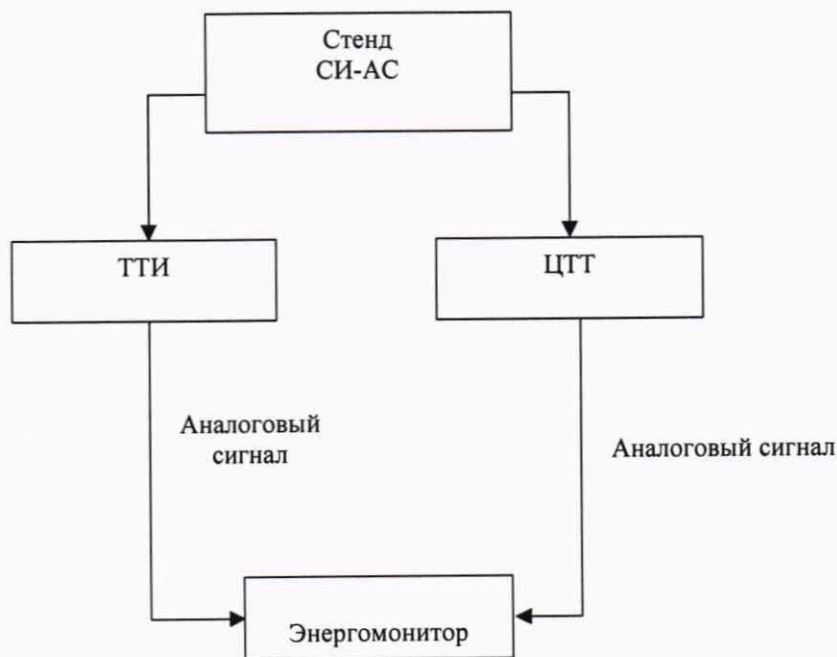 Стенд
СИ-АС
ТТИ
ЦТТ
Аналоговый
сигнал
Аналоговый сигнал
Энергомонитор